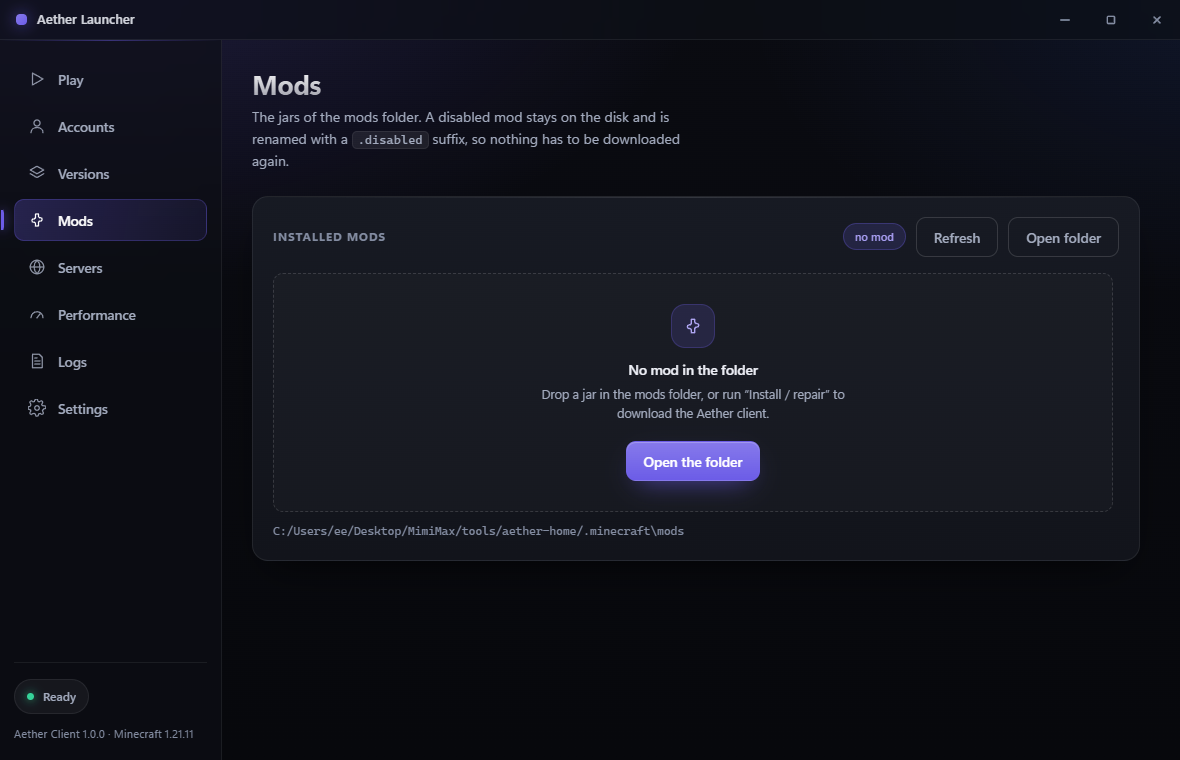 Aether Launcher
Play
Accounts
Versions
Mods
Servers
Performance
Logs
Settings
Ready
Aether Client 1.0.0 · Minecraft 1.21.11
Mods
The jars of the mods folder. A disabled mod stays on the disk and is
renamed with a .disabled suffix, so nothing has to be downloaded
again.
INSTALLED MODS
no mod
Refresh
Open folder
No mod in the folder
Drop a jar in the mods folder, or run “Install / repair” to
download the Aether client.
Open the folder
C:/Users/ee/Desktop/MimiMax/tools/aether-home/.minecraft\mods